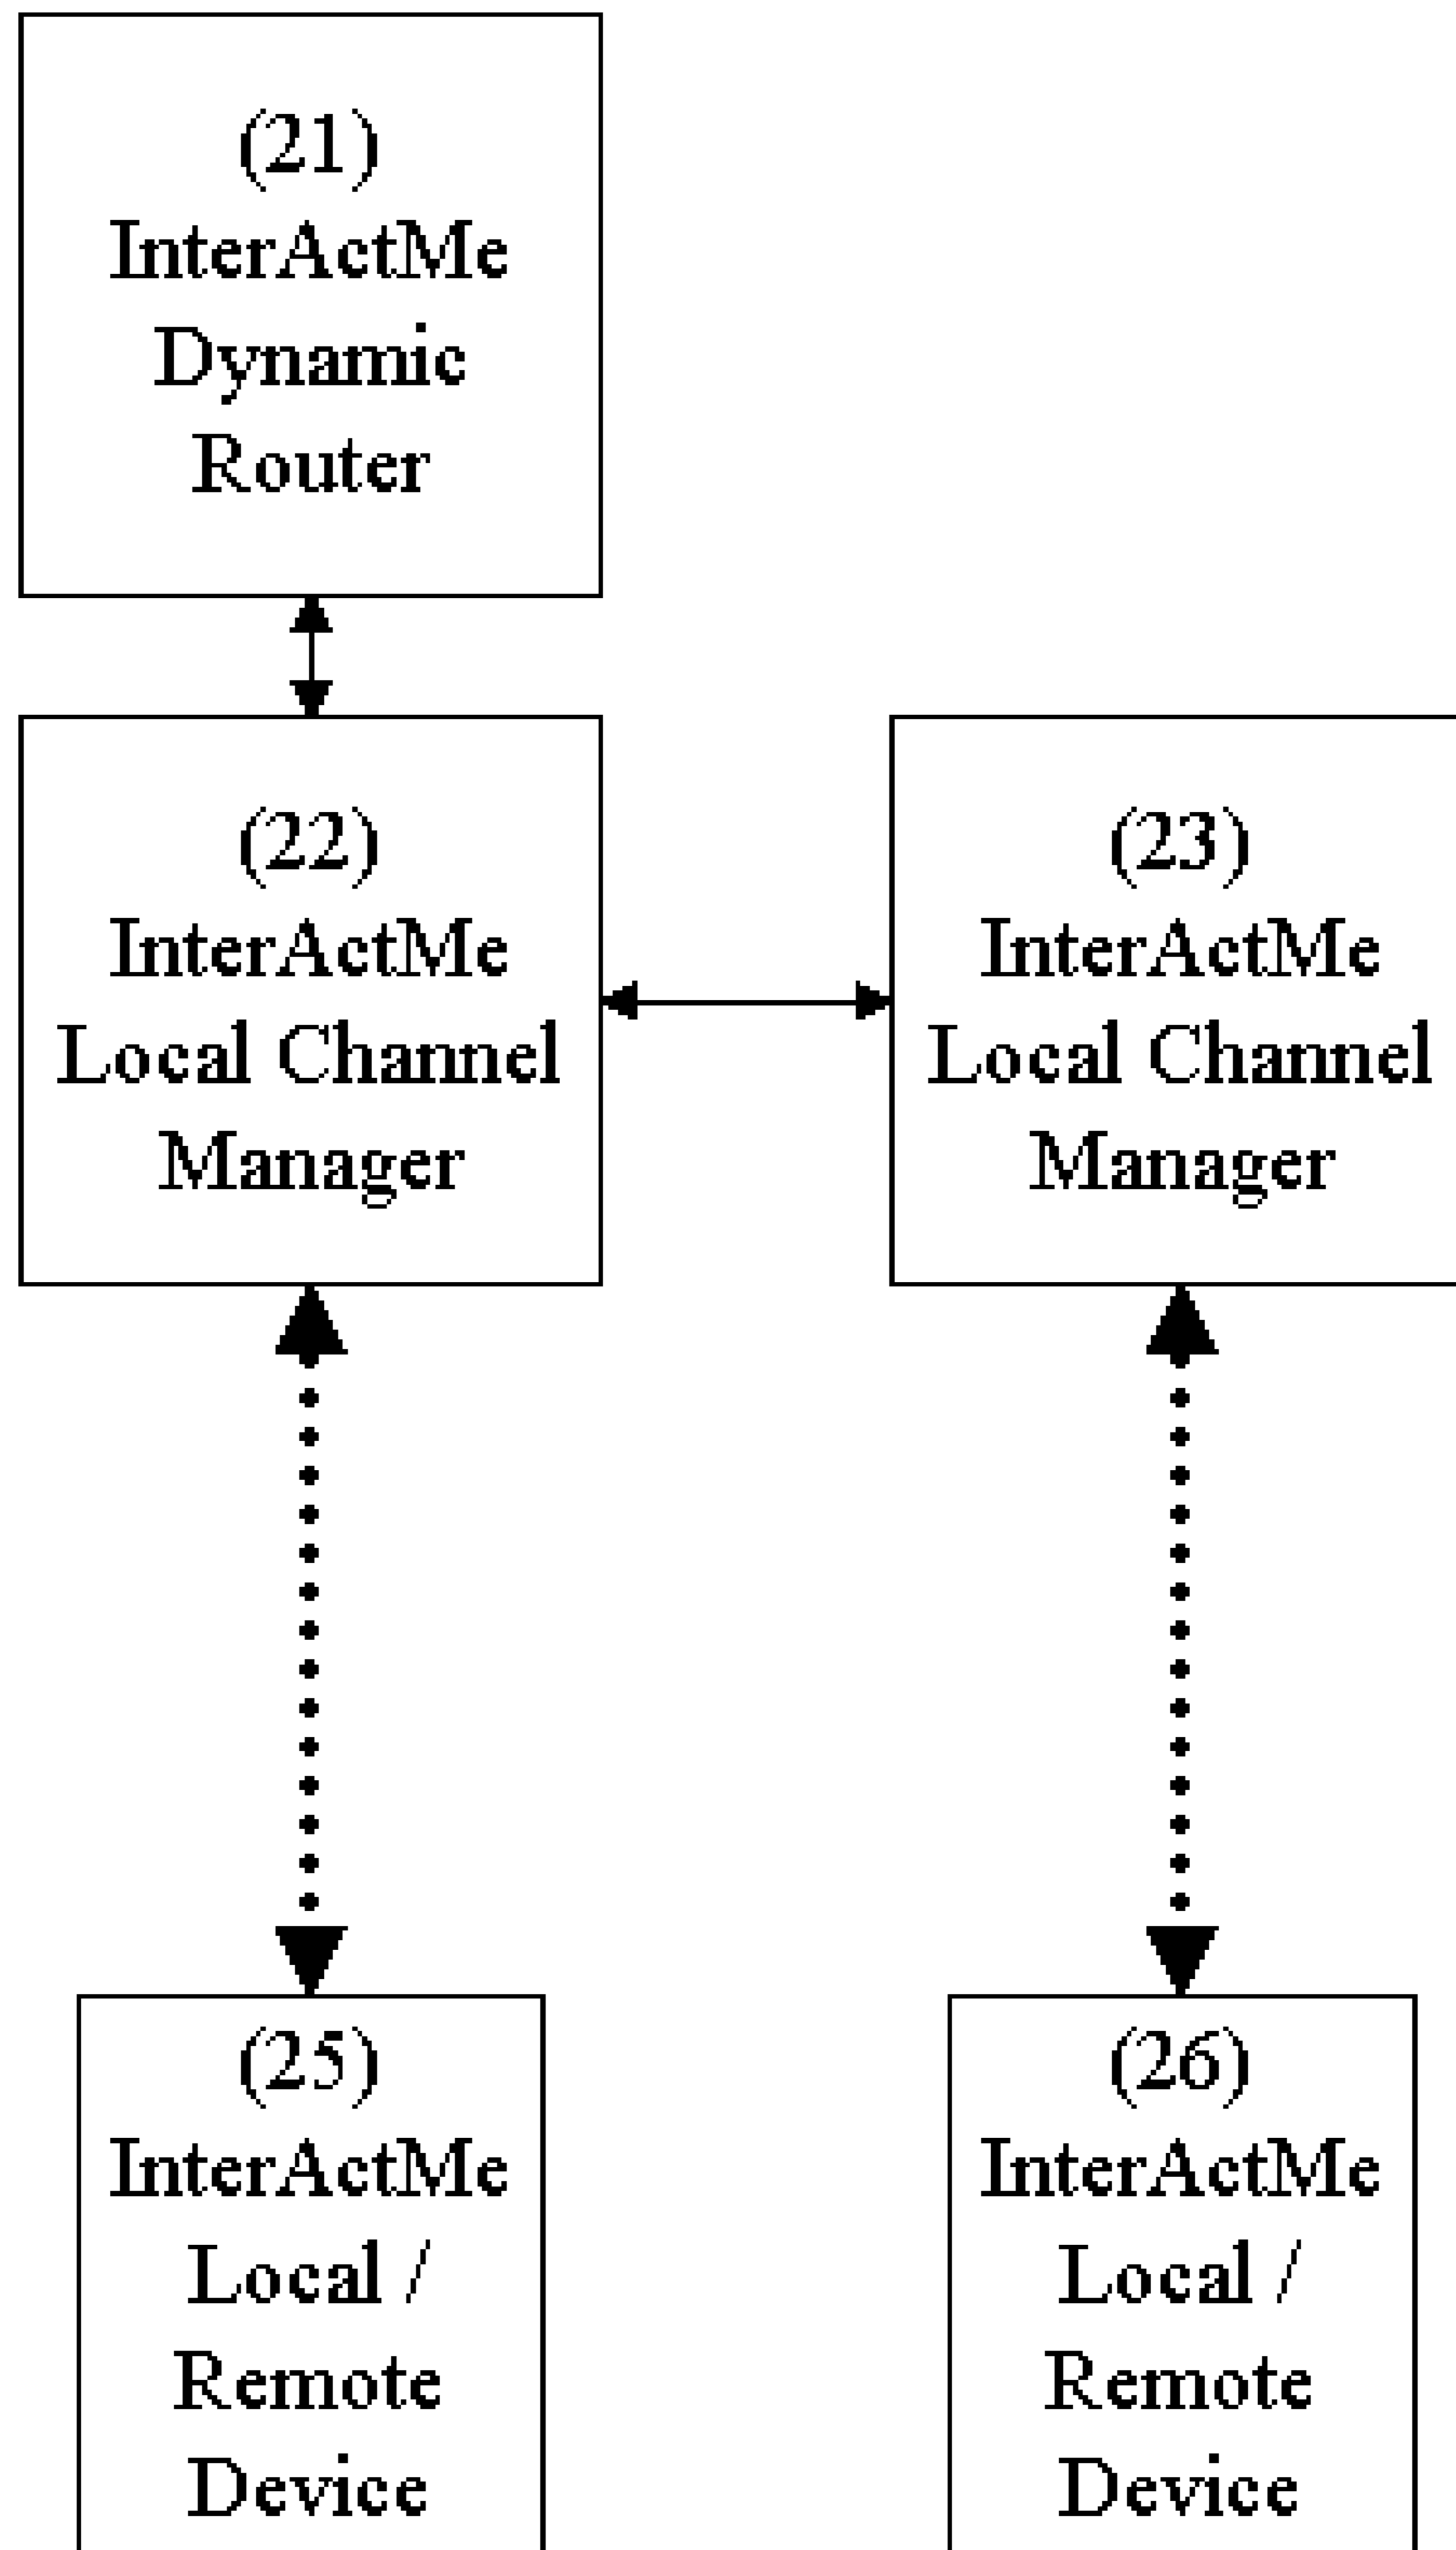 (21)
InterActMe
Dynamic
Router
(22)
InterActMe
Local Channel
Manager
(23)
InterActMe
Local Channel
Manager
(25)
InterActMe
Local /
Remote
Device
(26)
InterActMe
Local /
Remote
Device